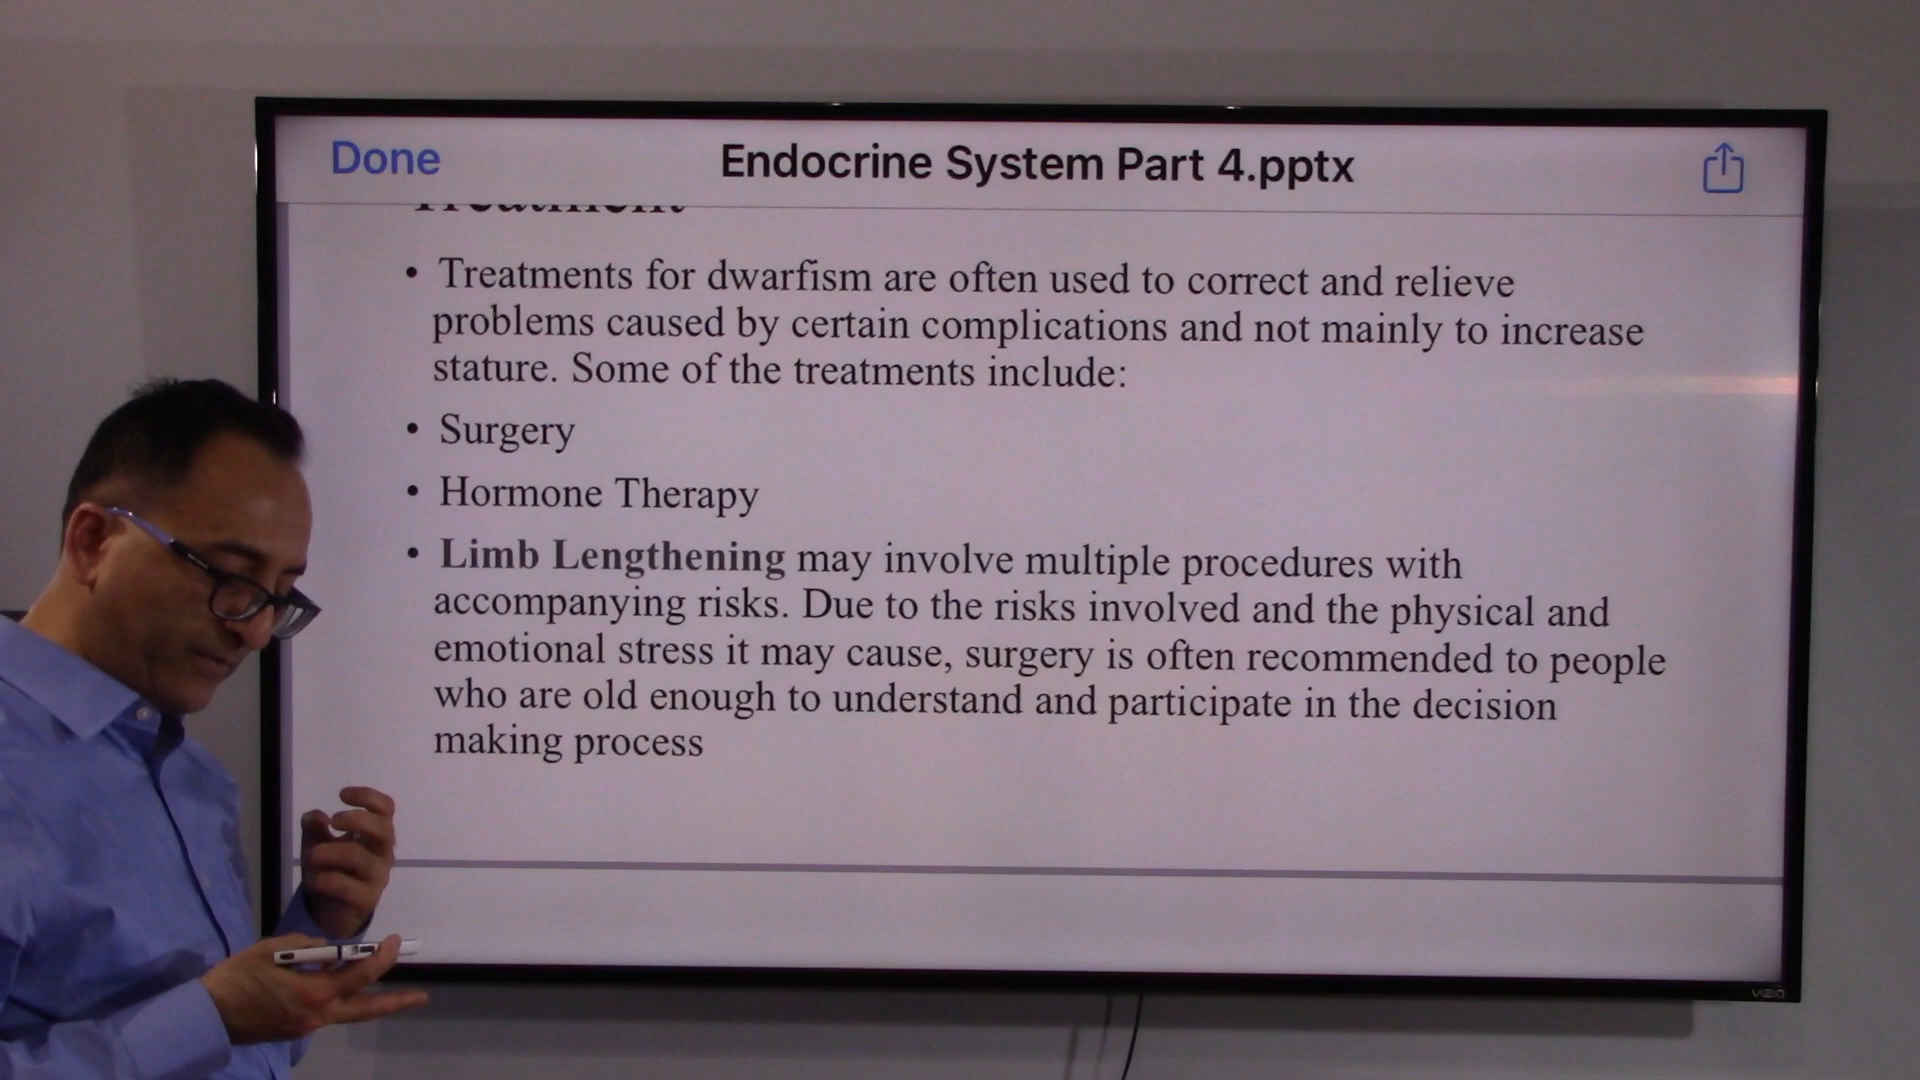 Done
Endocrine System Part 4.pptx
Treatment
• Treatments for dwarfism are often used to correct and relieve
problems caused by certain complications and not mainly to increase
stature. Some of the treatments include:
• Surgery
• Hormone Therapy
• Limb Lengthening may involve multiple procedures with
accompanying risks. Due to the risks involved and the physical and
emotional stress it may cause, surgery is often recommended to people
who are old enough to understand and participate in the decision
making process
VIZIO